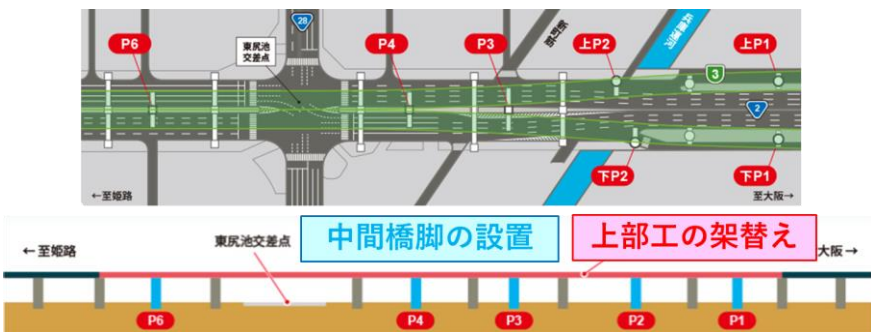 28
P6
東尻池
交差点
P4
P3
上P2
上P1
3
2
下P2
下P1
←至姫路
至大阪→
← 至姫路
東尻池交差点
中間橋脚の設置
上部工の架替え
大阪 →
P6
P4
P3
P2
P1